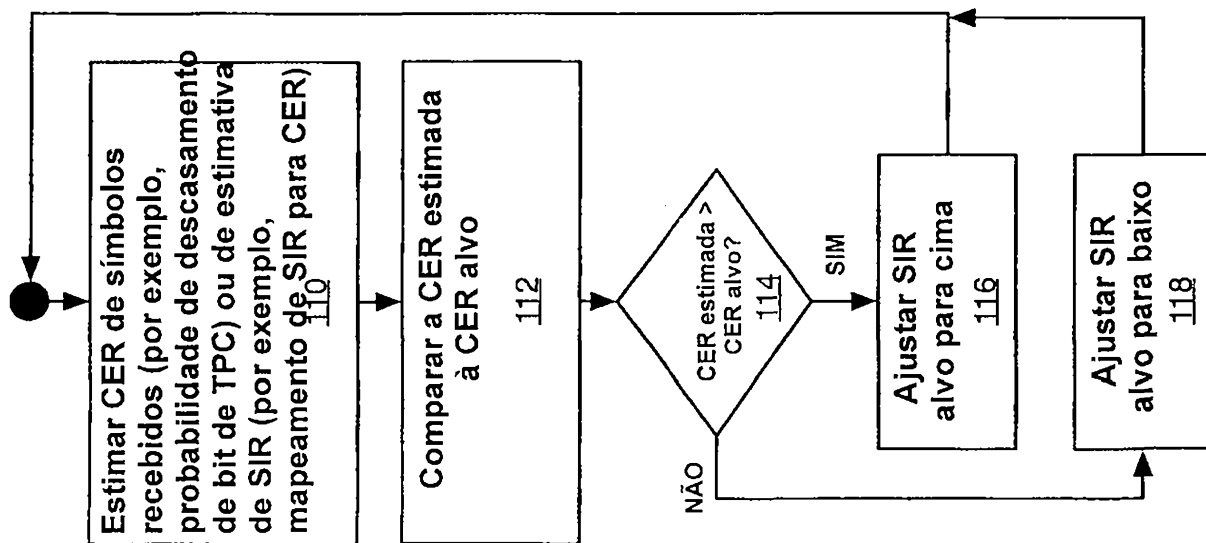 Estimar CER de símbolos
recebidos (por exemplo,
probabilidade de descasamento
de bit de TPC) ou de estimativa
de SIR (por exemplo,
mapeamento de SIR para CER)
110
Comparar a CER estimada
à CER alvo
112
CER estimada >
CER alvo?
114
SIM
NÃO
Ajustar SIR
alvo para cima
116
Ajustar SIR
alvo para baixo
118